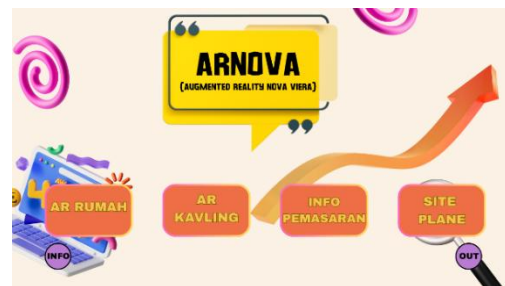 ARNOVA
(AUGMENTED REALITY NOVA VIERA)
AR RUMAH
AR
KAVLING
INFO
PEMASARAN
SITE
PLANE
INFO
OUT